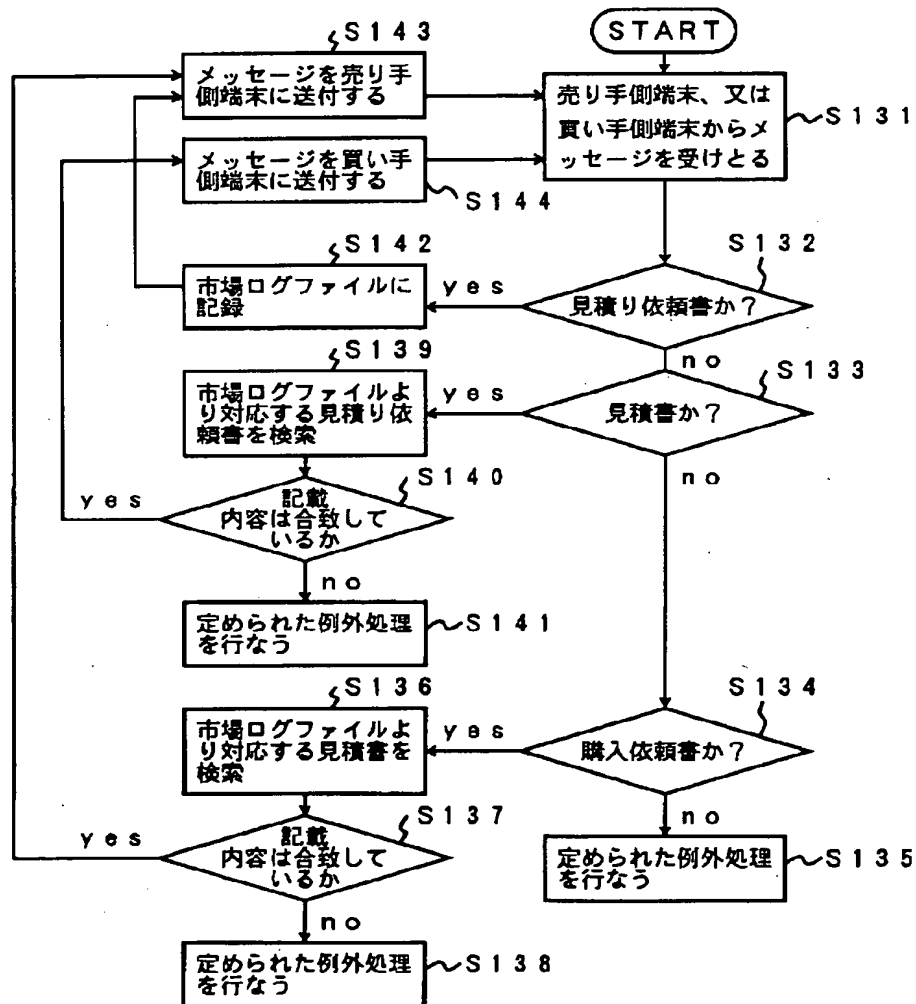 START
売り手側端末、又は
買い手側端末からメ
ッセージを受けとる
S131
S143
メッセージを売り手
側端末に送付する
メッセージを買い手
側端末に送付する
S144
S142
市場ログファイルに
記録
yes
S132
見積り依頼書か?
no
S139
市場ログファイルよ
り対応する見積り依
頼書を検索
yes
S133
見積書か?
no
S140
記載
内容は合致して
いるか
yes
no
定められた例外処理
を行なう
S141
S136
市場ログファイルよ
り対応する見積書を
検索
yes
S134
購入依頼書か?
no
定められた例外処理
を行なう
S135
S137
記載
内容は合致して
いるか
yes
no
定められた例外処理
を行なう
S138